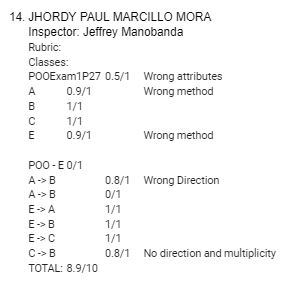 14. JHORDY PAUL MARCILLO MORA
Inspector: Jeffrey Manobanda
Rubric:
Classes:
POOExam1P27 0.5/1 Wrong attributes
A 0.9/1 Wrong method
B 1/1
C 1/1
E 0.9/1 Wrong method
POO - E 0/1
A -> B 0.8/1 Wrong Direction
A -> B 0/1
E -> A 1/1
E -> B 1/1
E -> C 1/1
C -> B 0.8/1 No direction and multiplicity
TOTAL: 8.9/10